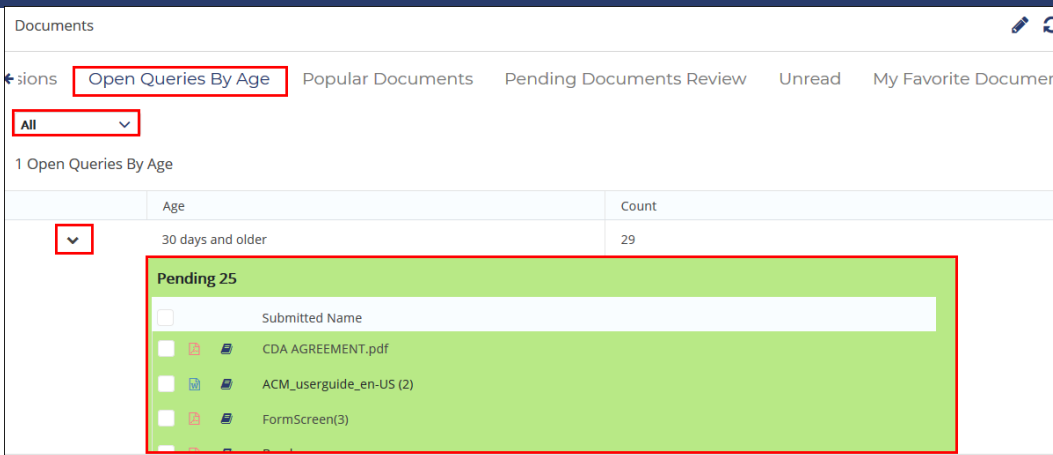 Documents
sions Open Queries By Age Popular Documents Pending Documents Review Unread My Favorite Documen
All
1 Open Queries By Age
Age Count
30 days and older 29
Pending 25
Submitted Name
CDA AGREEMENT.pdf
ACM_userguide_en-US (2)
FormScreen(3)